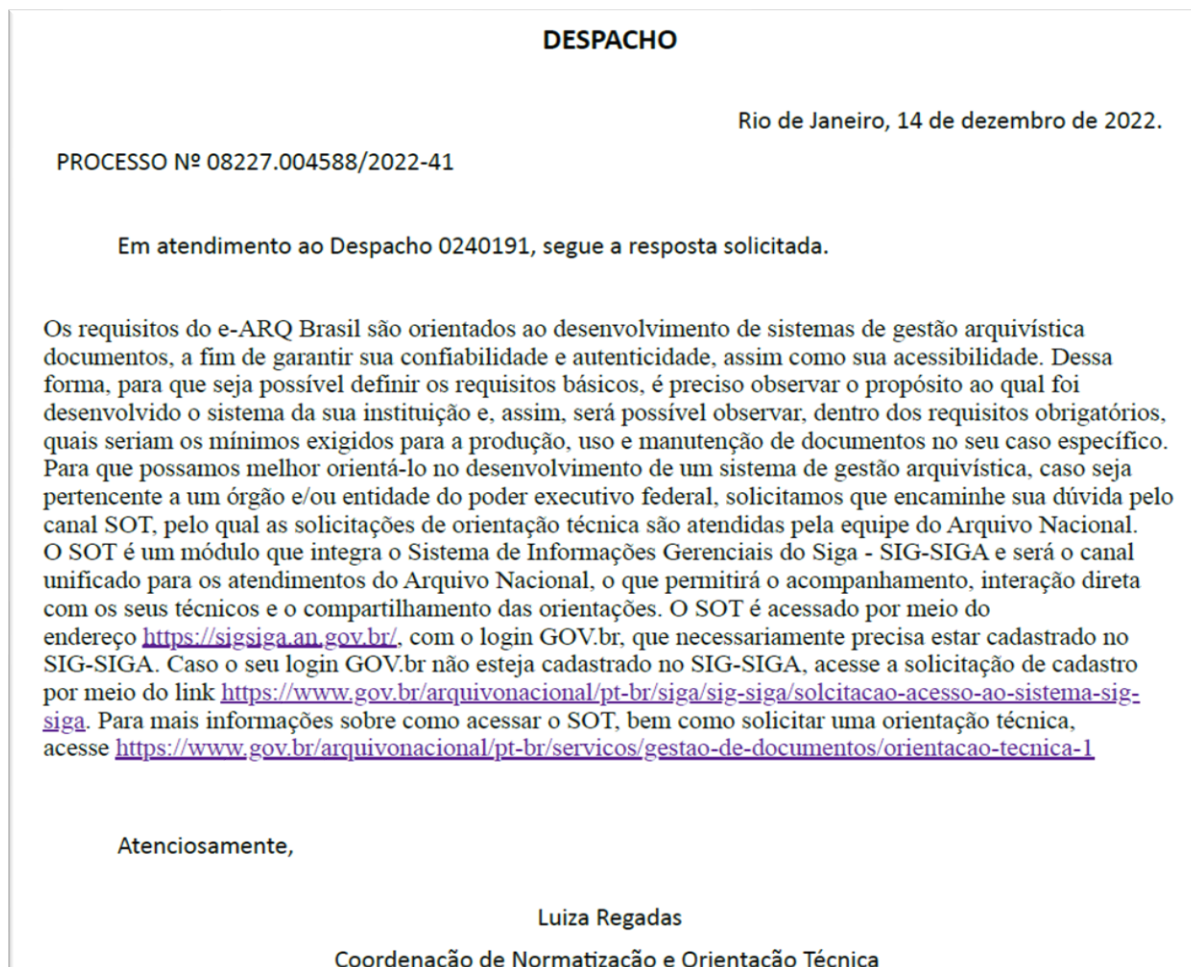 DESPACHO
Rio de Janeiro, 14 de dezembro de 2022.
PROCESSO Nº 08227.004588/2022-41
Em atendimento ao Despacho 0240191, segue a resposta solicitada.
Os requisitos do e-ARQ Brasil são orientados ao desenvolvimento de sistemas de gestão arquivística
documentos, a fim de garantir sua confiabilidade e autenticidade, assim como sua acessibilidade. Dessa
forma, para que seja possível definir os requisitos básicos, é preciso observar o propósito ao qual foi
desenvolvido o sistema da sua instituição e, assim, será possível observar, dentro dos requisitos obrigatórios,
quais seriam os mínimos exigidos para a produção, uso e manutenção de documentos no seu caso específico.
Para que possamos melhor orientá-lo no desenvolvimento de um sistema de gestão arquivística, caso seja
pertencente a um órgão e/ou entidade do poder executivo federal, solicitamos que encaminhe sua dúvida pelo
canal SOT, pelo qual as solicitações de orientação técnica são atendidas pela equipe do Arquivo Nacional.
O SOT é um módulo que integra o Sistema de Informações Gerenciais do Siga - SIG-SIGA e será o canal
unificado para os atendimentos do Arquivo Nacional, o que permitirá o acompanhamento, interação direta
com os seus técnicos e o compartilhamento das orientações. O SOT é acessado por meio do
endereço https://sigsiga.an.gov.br/, com o login GOV.br, que necessariamente precisa estar cadastrado no
SIG-SIGA. Caso o seu login GOV.br não esteja cadastrado no SIG-SIGA, acesse a solicitação de cadastro
por meio do link https://www.gov.br/arquivonacional/pt-br/siga/sig-siga/solcitacao-acesso-ao-sistema-sig-
siga. Para mais informações sobre como acessar o SOT, bem como solicitar uma orientação técnica,
acesse https://www.gov.br/arquivonacional/pt-br/servicos/gestao-de-documentos/orientacao-tecnica-1
Atenciosamente,
Luiza Regadas
Coordenação de Normatização e Orientação Técnica